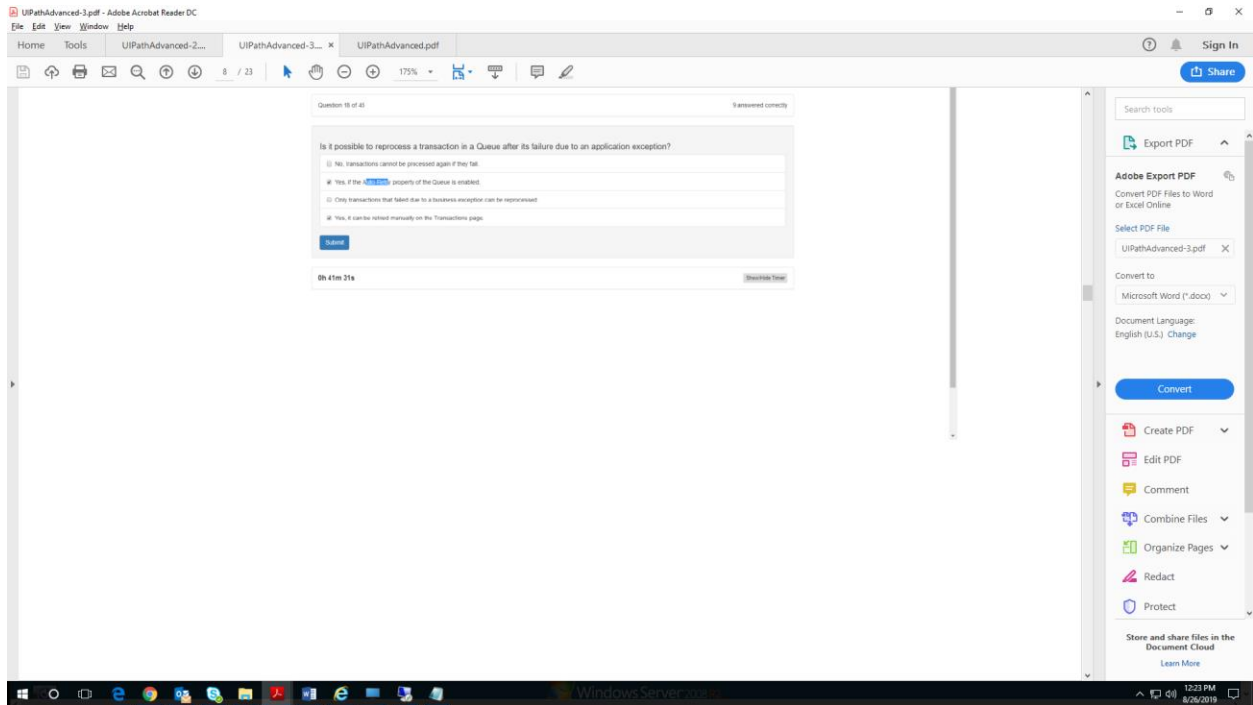 UIPathAdvanced-3.pdf - Adobe Acrobat Reader DC
File Edit View Window Help
Home Tools UIPathAdvanced-2.... UIPathAdvanced-3.... × UIPathAdvanced.pdf Sign In
8 / 23 175% Share
Question 18 of 40 9 answered correctly
Is it possible to reprocess a transaction in a Queue after its failure due to an application exception?
No, transactions cannot be processed again if they fail.
Yes, if the Auto Retry property of the Queue is enabled.
Only transactions that failed due to a business exception can be reprocessed
Yes, it can be retried manually on the Transactions page.
Submit
0h 41m 21s Show/Hide Timer
Search tools
Export PDF
Adobe Export PDF
Convert PDF Files to Word
or Excel Online
Select PDF File
UIPathAdvanced-3.pdf X
Convert to
Microsoft Word (*.docx)
Document Language:
English (U.S.) Change
Convert
Create PDF
Edit PDF
Comment
Combine Files
Organize Pages
Redact
Protect
Store and share files in the
Document Cloud
Learn More
Windows Server
12:23 PM
8/26/2019